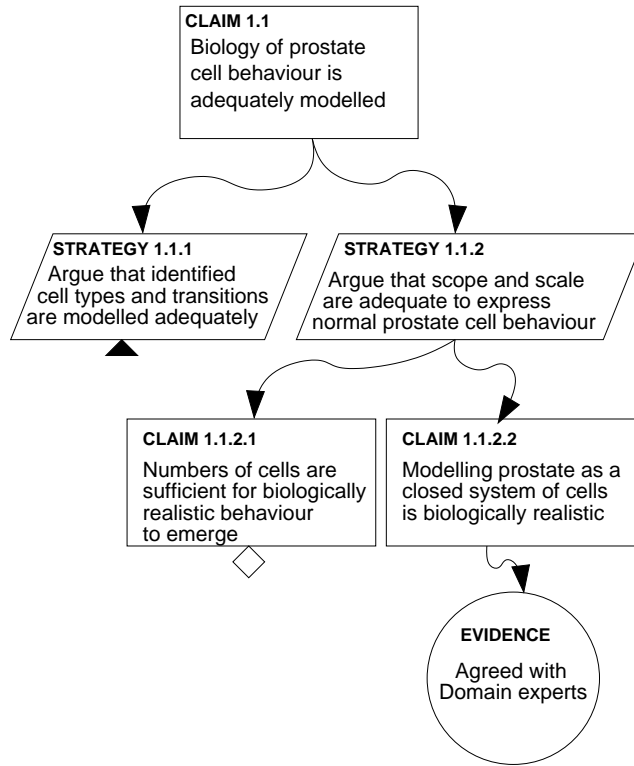 CLAIM 1.1
Biology of prostate
cell behaviour is
adequately modelled
STRATEGY 1.1.1
Argue that identified
cell types and transitions
are modelled adequately
STRATEGY 1.1.2
Argue that scope and scale
are adequate to express
normal prostate cell behaviour
CLAIM 1.1.2.1
Numbers of cells are
sufficient for biologically
realistic behaviour
to emerge
CLAIM 1.1.2.2
Modelling prostate as a
closed system of cells
is biologically realistic
EVIDENCE
Agreed with
Domain experts